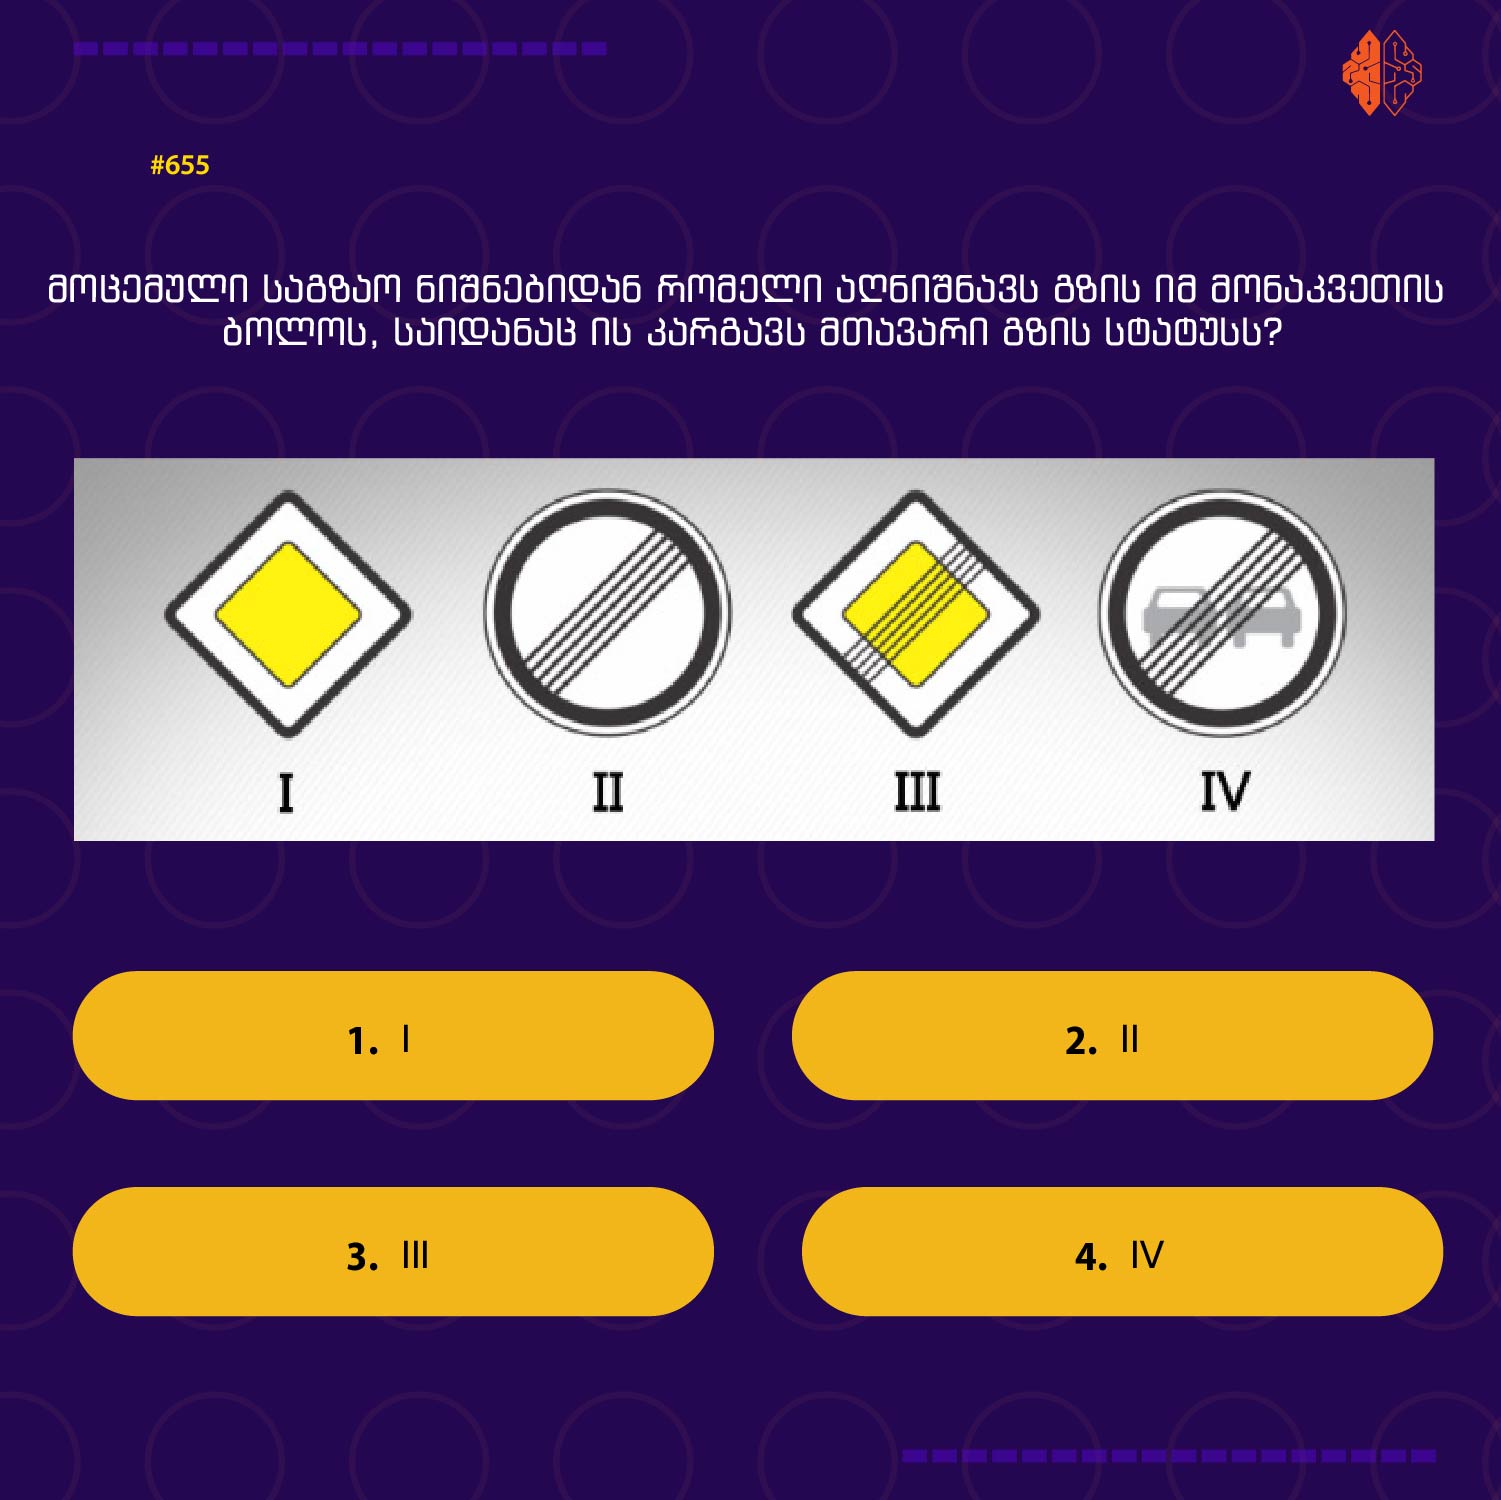 #655
მოცემული საგზაო ნიშნებიდან რომელი აღნიშნავს გზის იმ მონაკვეთის
ბოლოს, საიდანაც ის კარგავს მთავარი გზის სტატუსს?
I II III IV
1. I
2. II
3. III
4. IV